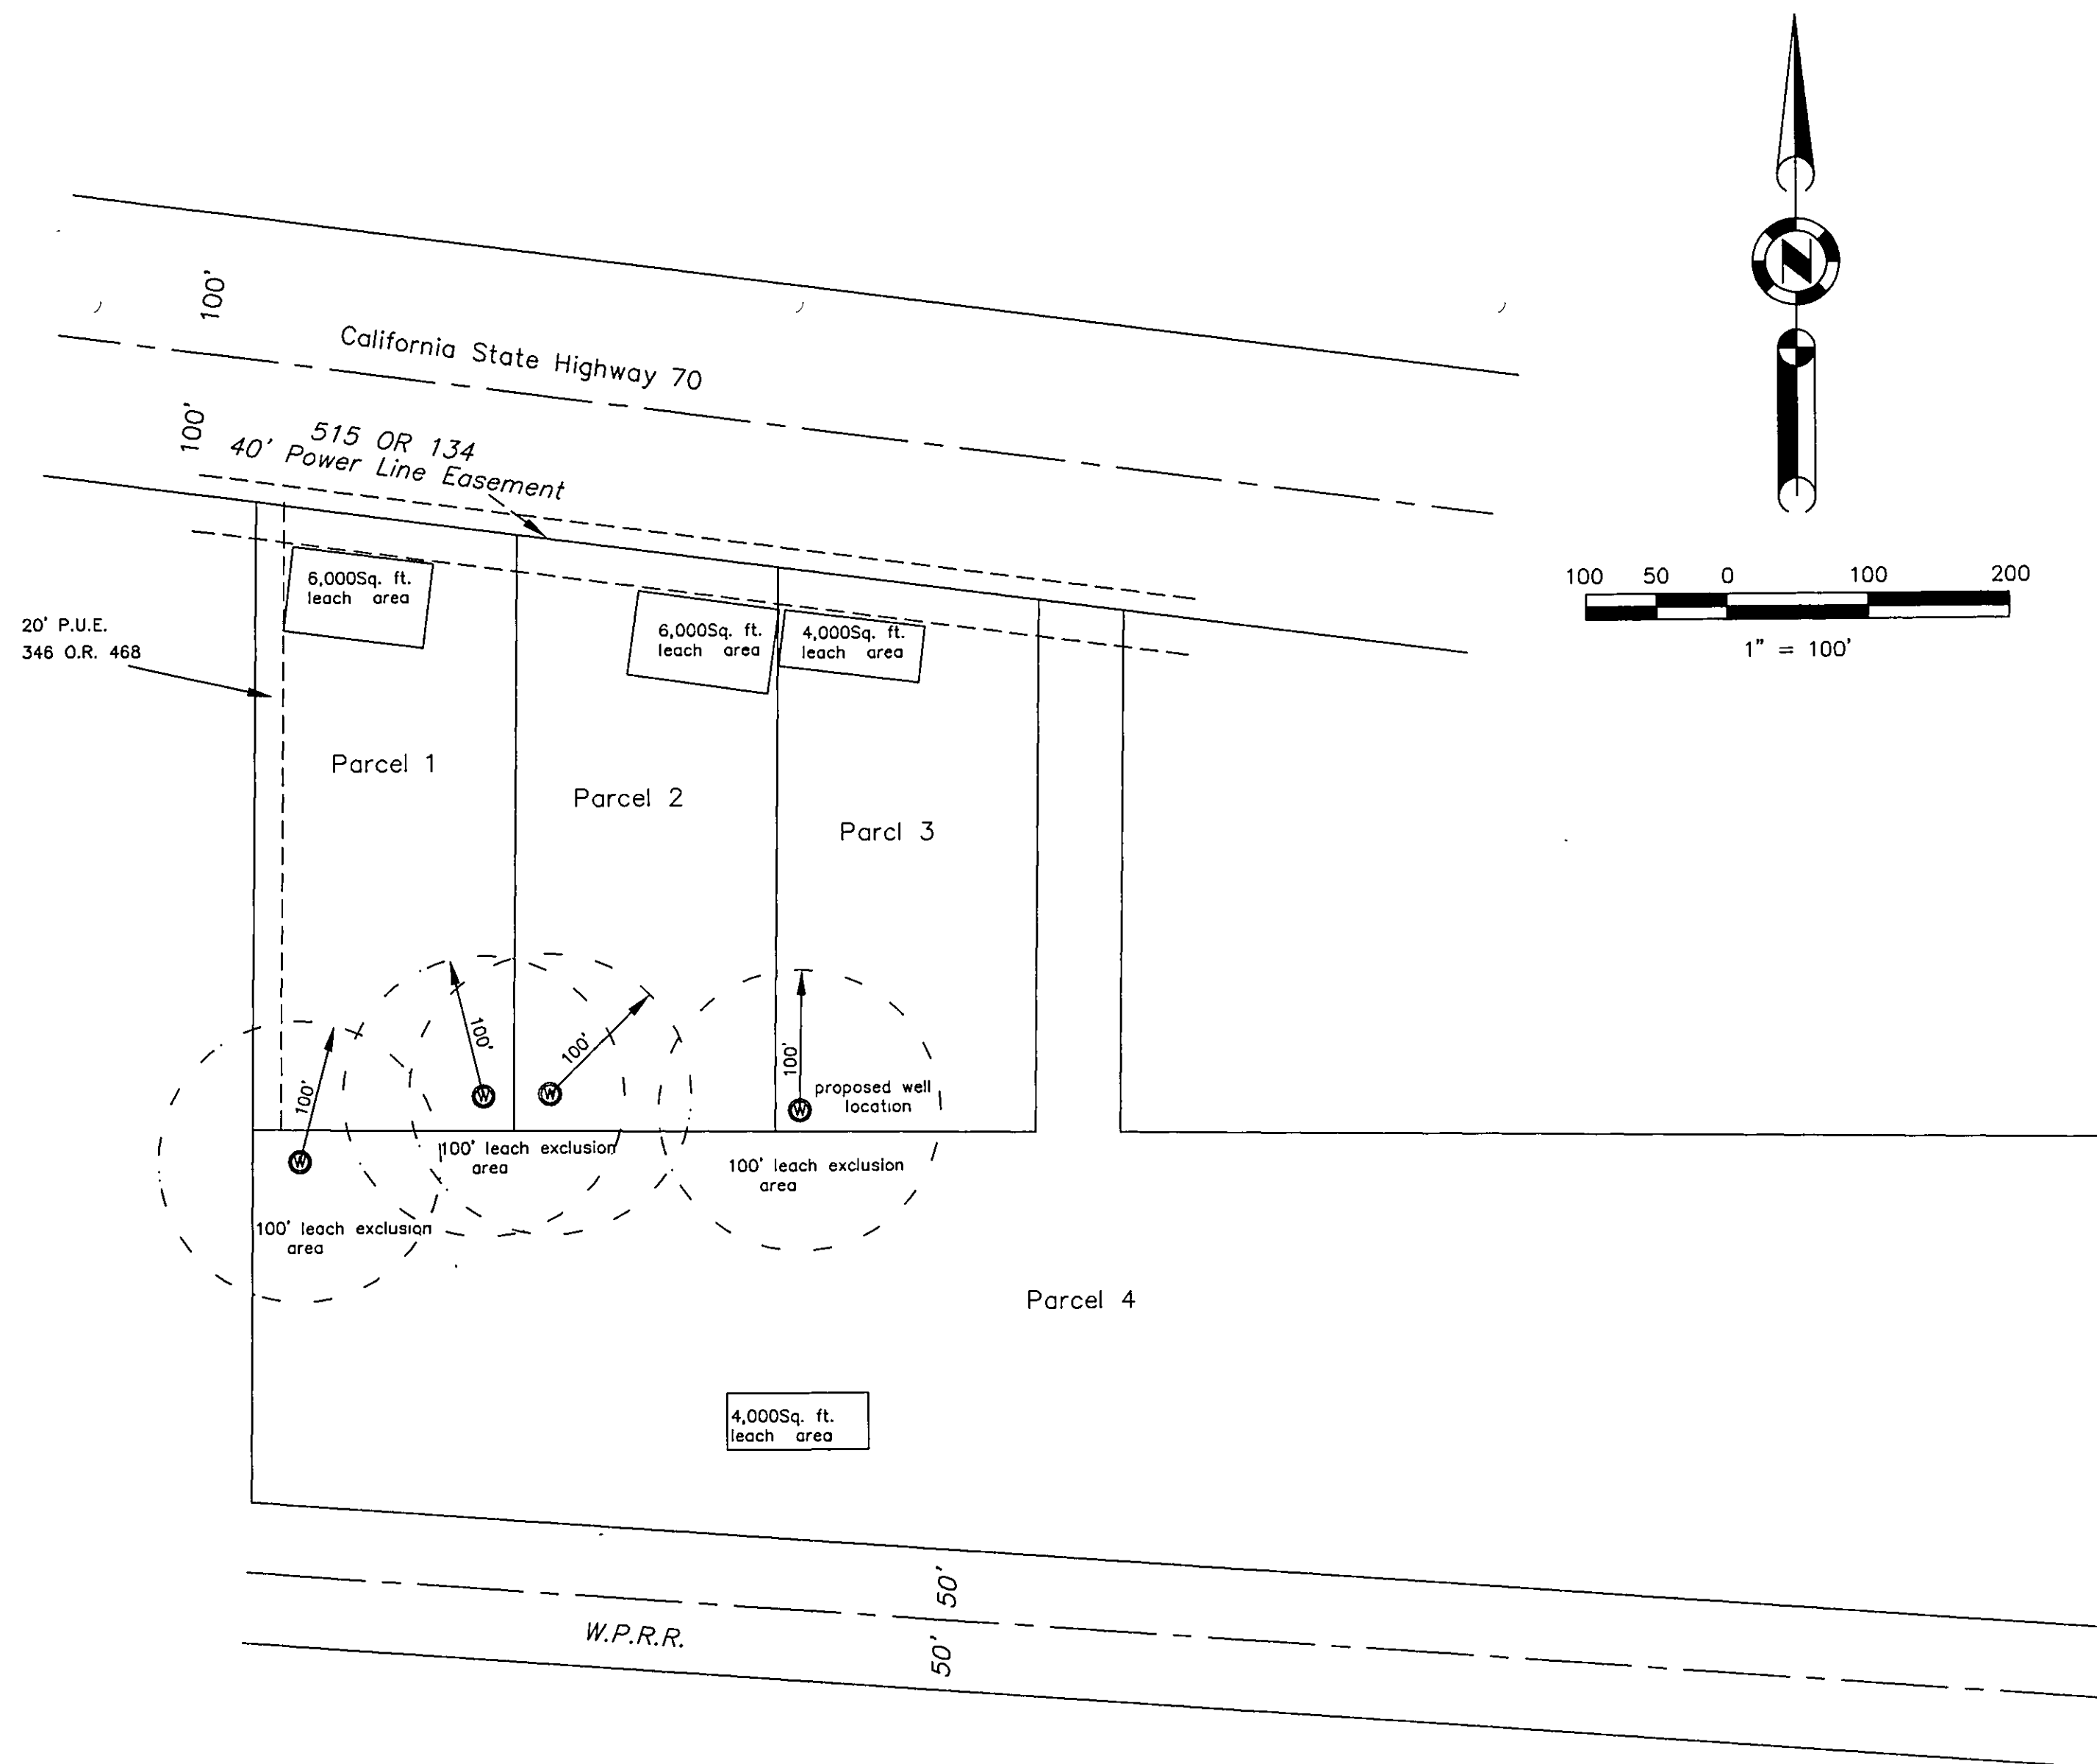 N
100'
California State Highway 70
100'
515 OR 134
40' Power Line Easement
100 50 0 100 200
1" = 100'
6,000Sq. ft.
leach area
6,000Sq. ft.
leach area
4,000Sq. ft.
leach area
20' P.U.E.
346 O.R. 468
Parcel 1
Parcel 2
Parcl 3
100'
100'
100'
100'
W
W
W
W
proposed well
location
100' leach exclusion
area
100' leach exclusion
area
100' leach exclusion
area
Parcel 4
4,000Sq. ft.
leach area
50'
W.P.R.R.
50'